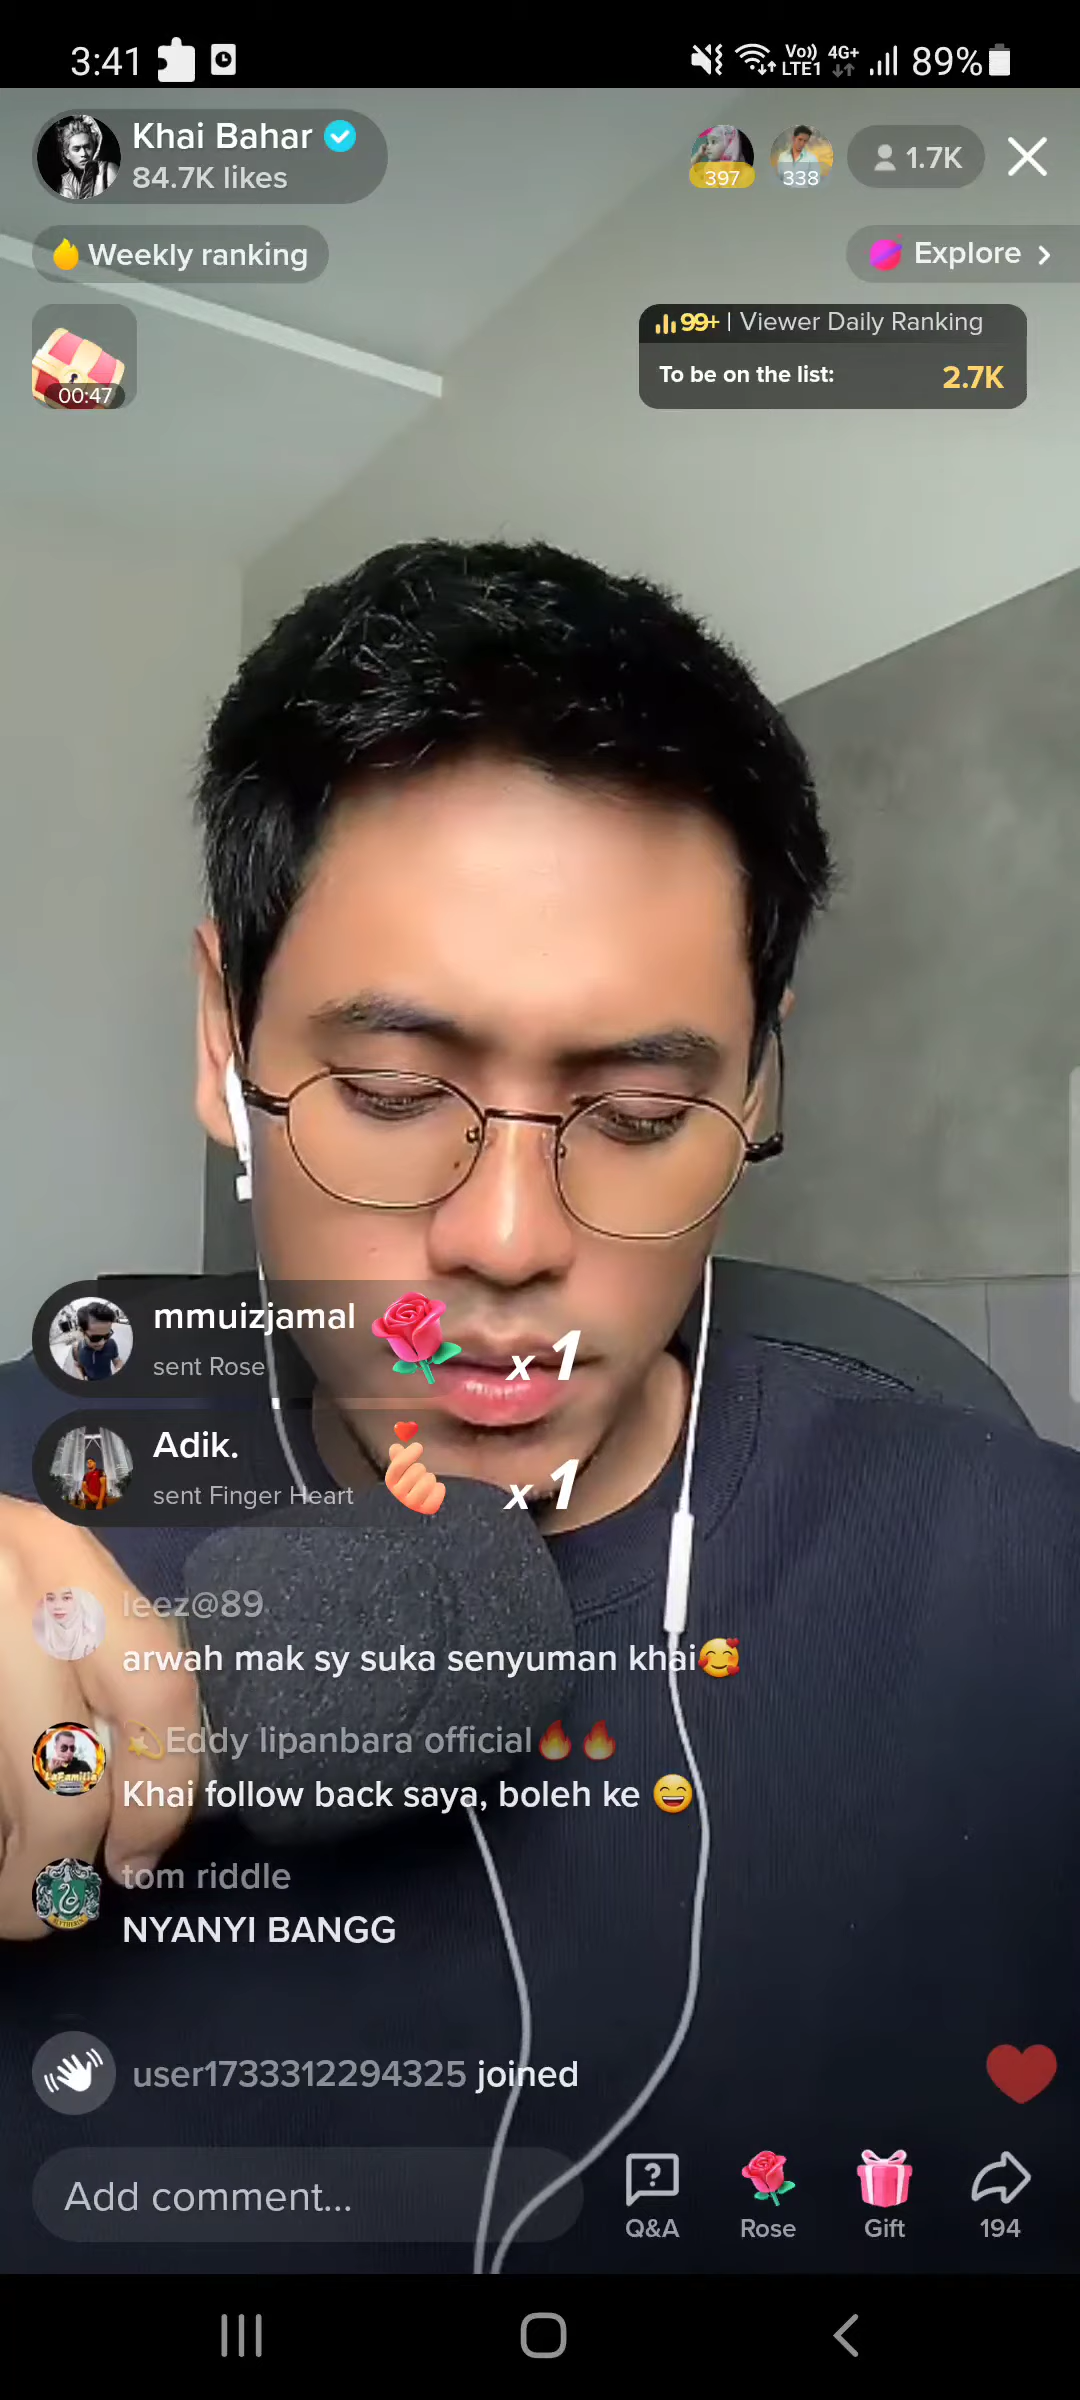 3:41
Vo)) LTE1 4G+ 89%
Khai Bahar
84.7K likes
397
338
1.7K
Weekly ranking
Explore
00:47
99+ | Viewer Daily Ranking
To be on the list: 2.7K
mmuizjamal
sent Rose
x 1
Adik.
sent Finger Heart
x 1
leez@89
arwah mak sy suka senyuman khai🥰
💫Eddy lipanbara official🔥🔥
Khai follow back saya, boleh ke 😄
tom riddle
NYANYI BANGG
user1733312294325 joined
Add comment...
Q&A
Rose
Gift
194